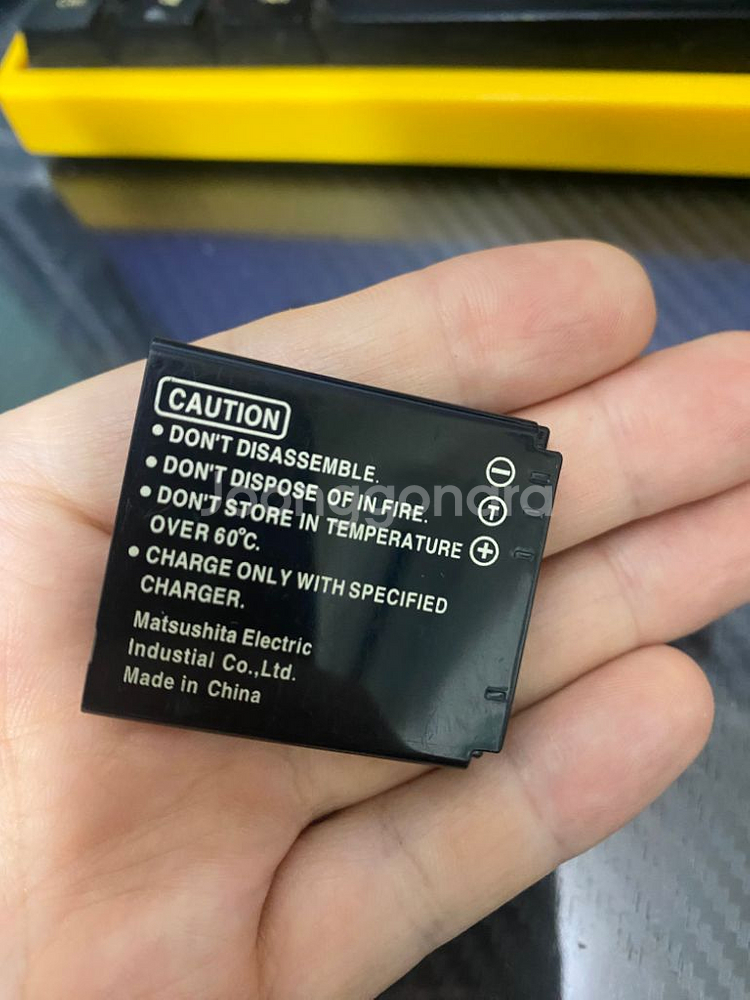 CAUTION
• DON'T DISASSEMBLE.
• DON'T DISPOSE OF IN FIRE.
• DON'T STORE IN TEMPERATURE
OVER 60°C.
• CHARGE ONLY WITH SPECIFIED
CHARGER.
Matsushita Electric
Industial Co.,Ltd.
Made in China
−
T
+
Joonggonara